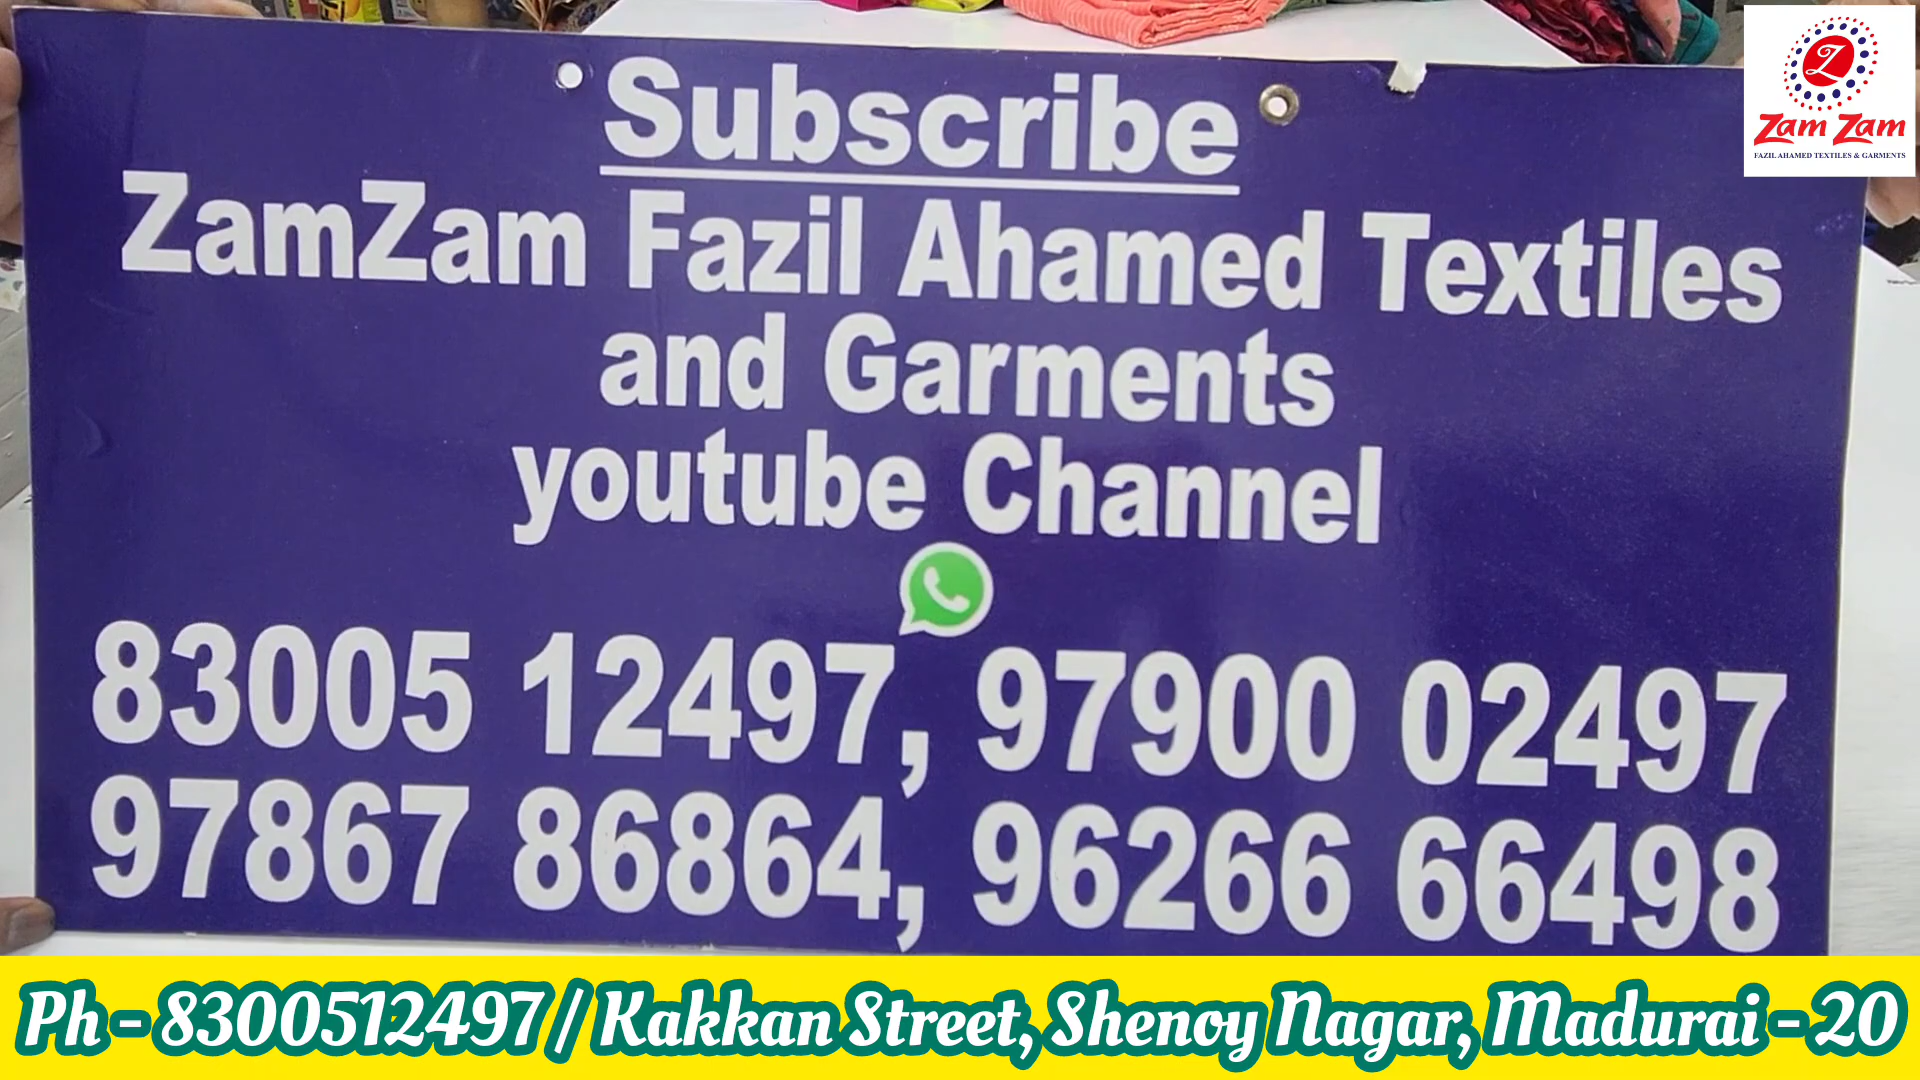 Subscribe
ZamZam Fazil Ahamed Textiles
and Garments
youtube Channel
83005 12497, 97900 02497
97867 86864, 96266 66498
Z
Zam Zam
FAZIL AHAMED TEXTILES & GARMENTS
Ph - 8300512497 / Kakkan Street, Shenoy Nagar, Madurai - 20